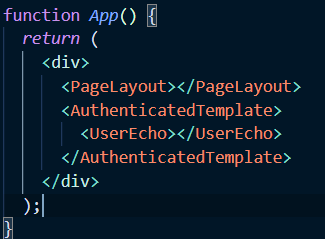 function App() {
  return (
    <div>
      <PageLayout></PageLayout>
      <AuthenticatedTemplate>
        <UserEcho></UserEcho>
      </AuthenticatedTemplate>
    </div>
  );
}